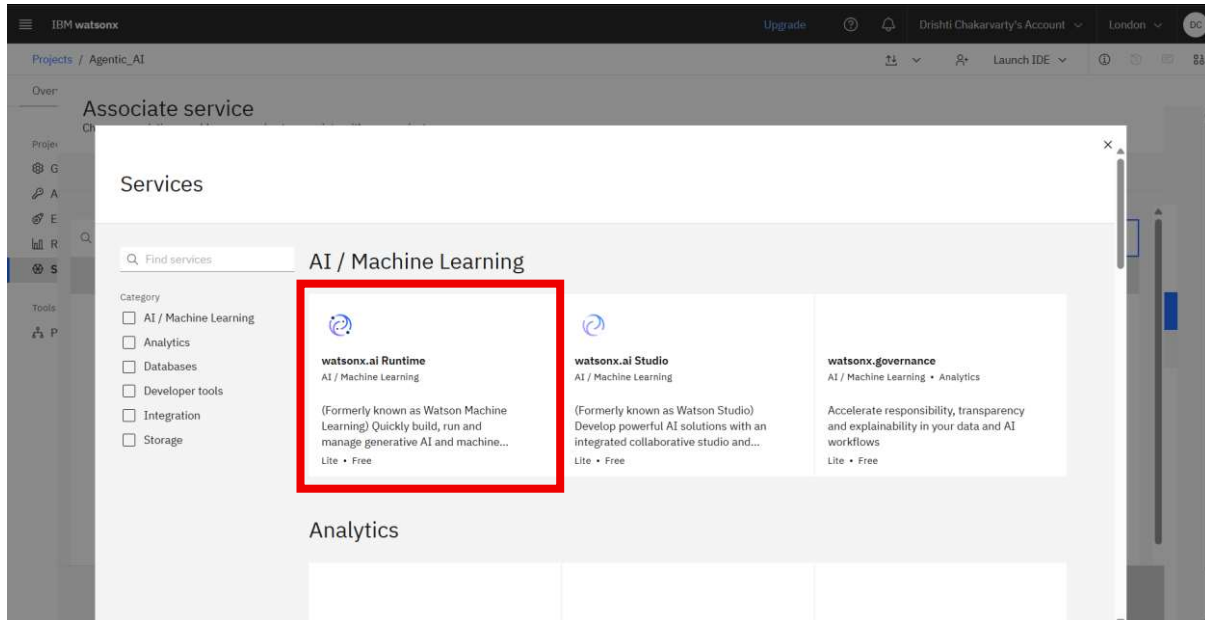 IBM watsonx
Upgrade
Drishti Chakarvarty's Account
London
DC
Projects / Agentic_AI
Launch IDE
Associate service
Services
Find services
Category
AI / Machine Learning
Analytics
Databases
Developer tools
Integration
Storage
AI / Machine Learning
watsonx.ai Runtime
AI / Machine Learning
(Formerly known as Watson Machine
Learning) Quickly build, run and
manage generative AI and machine...
Lite • Free
watsonx.ai Studio
AI / Machine Learning
(Formerly known as Watson Studio)
Develop powerful AI solutions with an
integrated collaborative studio and...
Lite • Free
watsonx.governance
AI / Machine Learning • Analytics
Accelerate responsibility, transparency
and explainability in your data and AI
workflows
Lite • Free
Analytics
Tools